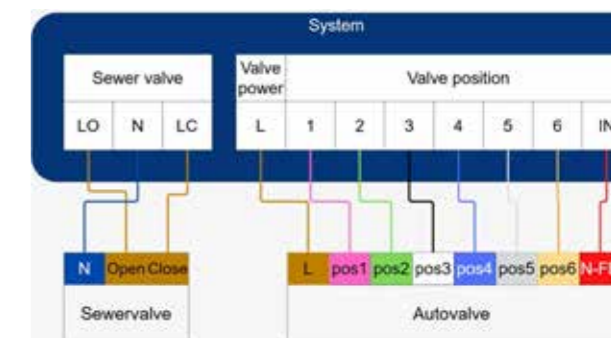 System
Sewer valve
Valve power
Valve position
LO N LC
L 1 2 3 4 5 6 IN
N Open Close
L pos1 pos2 pos3 pos4 pos5 pos6 N-F
Sewervalve
Autovalve